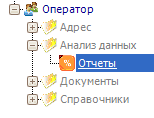 Оператор
Адрес
Анализ данных
%
Отчеты
Документы
Справочники